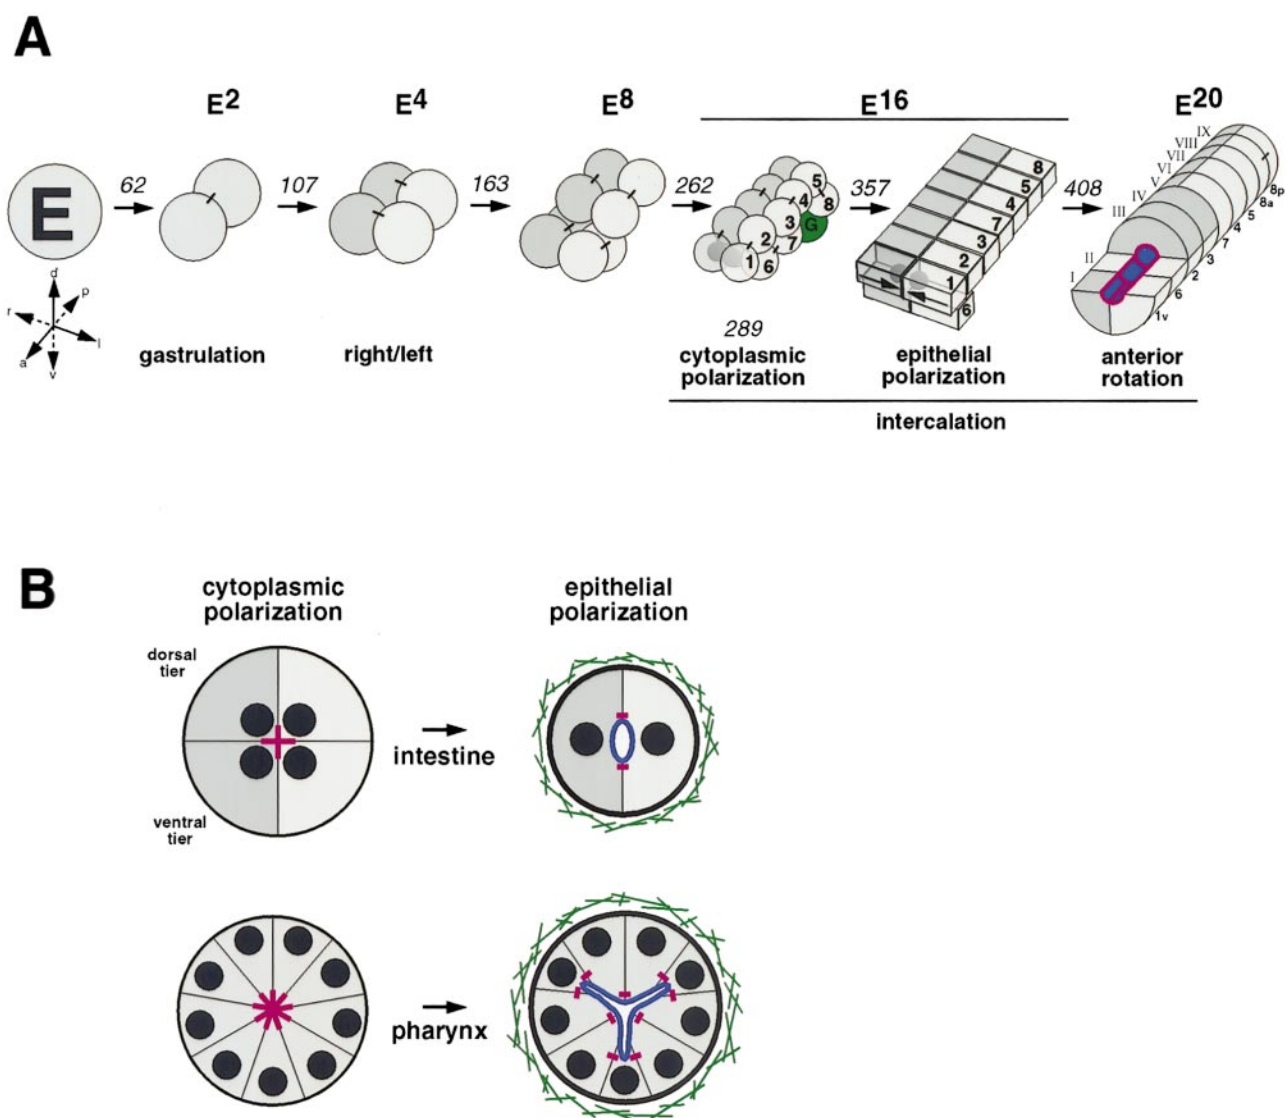 A
E2 E4 E8 E16 E20
E 62 107 163 262 357 408
1 2 3 4 5 6 7 8 G
8 5 4 7 3 2 1 6
I II III IV V VI VII VIII IX
1v 6 2 3 7 4 5 8a 8p
d p l v a r
289
gastrulation right/left cytoplasmic polarization epithelial polarization anterior rotation
intercalation
B
cytoplasmic polarization epithelial polarization
dorsal tier
intestine
ventral tier
pharynx